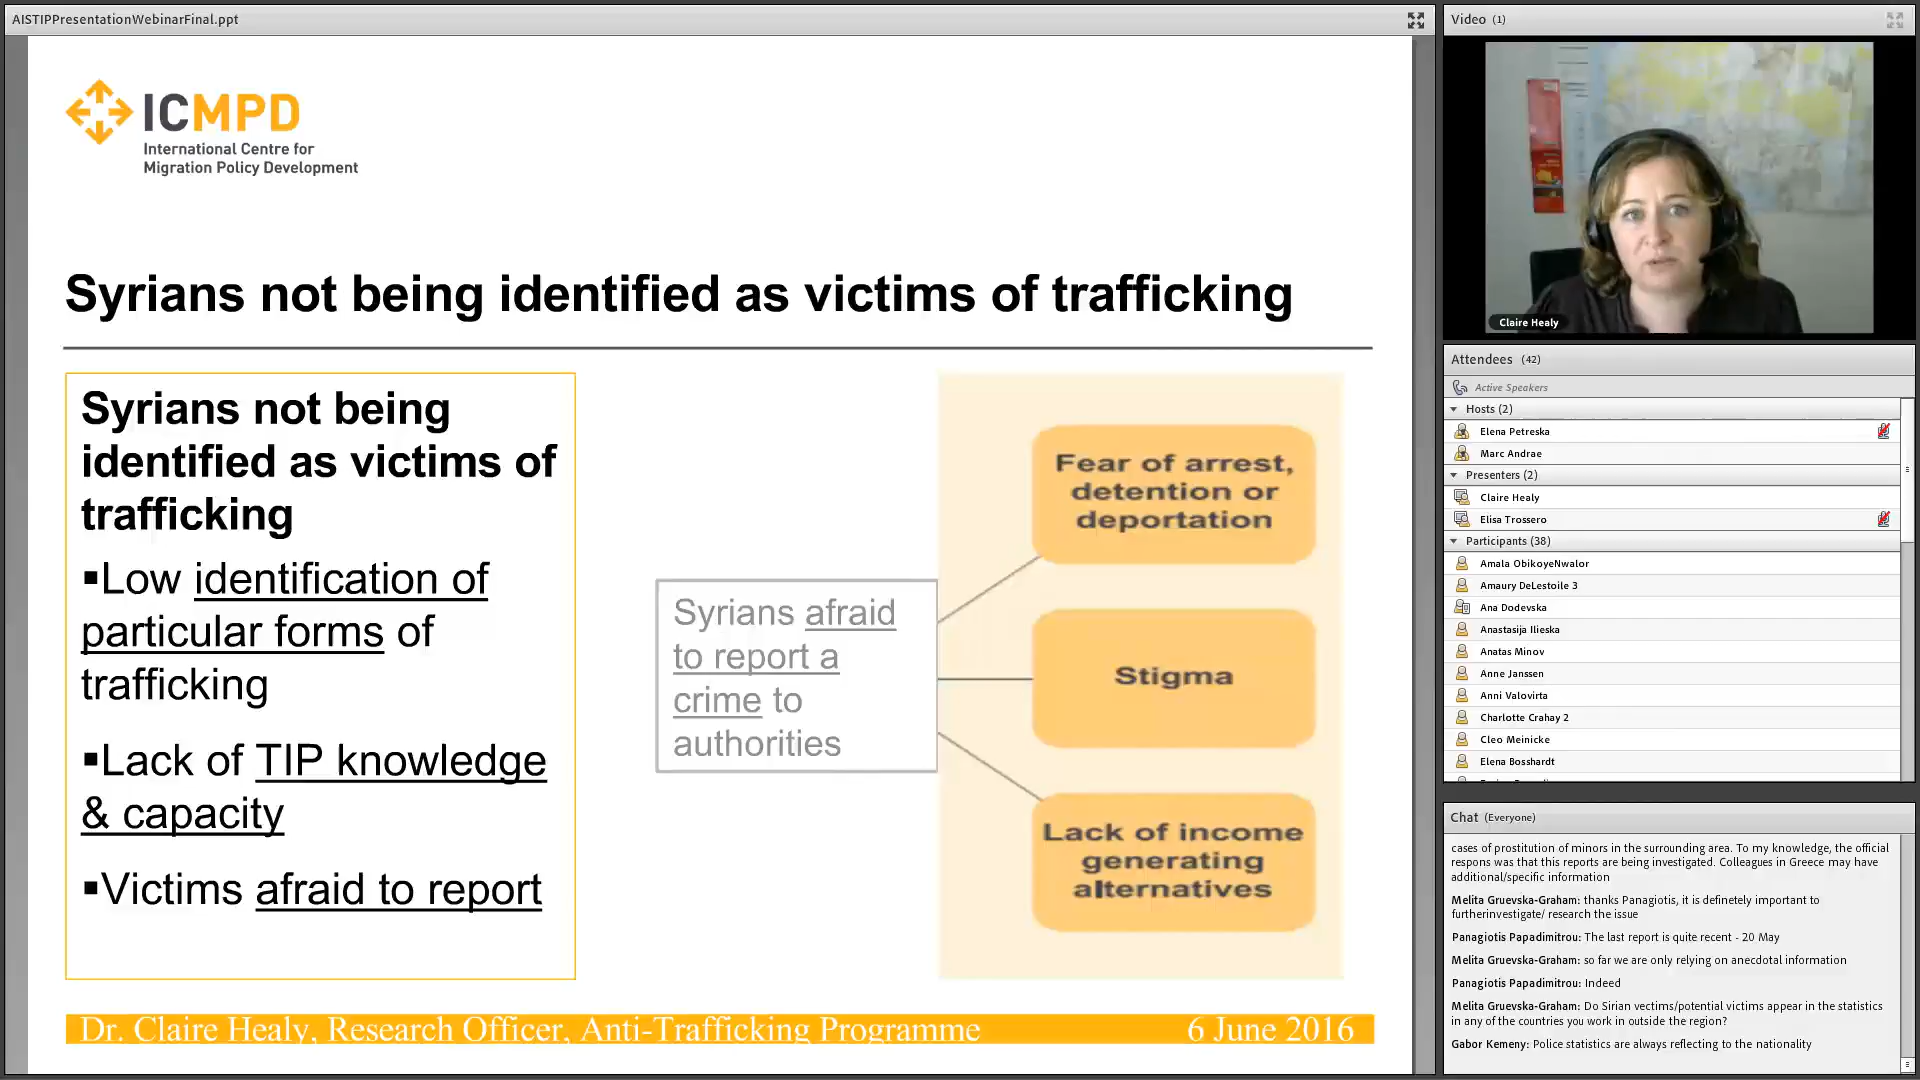 AISTIPPresentationWebinarFinal.ppt
ICMPD
International Centre for
Migration Policy Development
Syrians not being identified as victims of trafficking
Syrians not being
identified as victims of
trafficking
▪Low identification of
particular forms of
trafficking
▪Lack of TIP knowledge
& capacity
▪Victims afraid to report
Syrians afraid
to report a
crime to
authorities
Fear of arrest,
detention or
deportation
Stigma
Lack of income
generating
alternatives
Dr. Claire Healy, Research Officer, Anti-Trafficking Programme
6 June 2016
Video (1)
Claire Healy
Attendees (42)
Active Speakers
Hosts (2)
Elena Petreska
Marc Andrae
Presenters (2)
Claire Healy
Elisa Trossero
Participants (38)
Amala ObikoyeNwalor
Amaury DeLestoile 3
Ana Dodevska
Anastasija Ilieska
Anatas Minov
Anne Janssen
Anni Valovirta
Charlotte Crahay 2
Cleo Meinicke
Elena Bosshardt
Chat (Everyone)
cases of prostitution of minors in the surrounding area. To my knowledge, the official
respons was that this reports are being investigated. Colleagues in Greece may have
additional/specific information
Melita Gruevska-Graham: thanks Panagiotis, it is definetely important to
furtherinvestigate/ research the issue
Panagiotis Papadimitrou: The last report is quite recent - 20 May
Melita Gruevska-Graham: so far we are only relying on anecdotal information
Panagiotis Papadimitrou: Indeed
Melita Gruevska-Graham: Do Sirian vectims/potential victims appear in the statistics
in any of the countries you work in outside the region?
Gabor Kemeny: Police statistics are always reflecting to the nationality